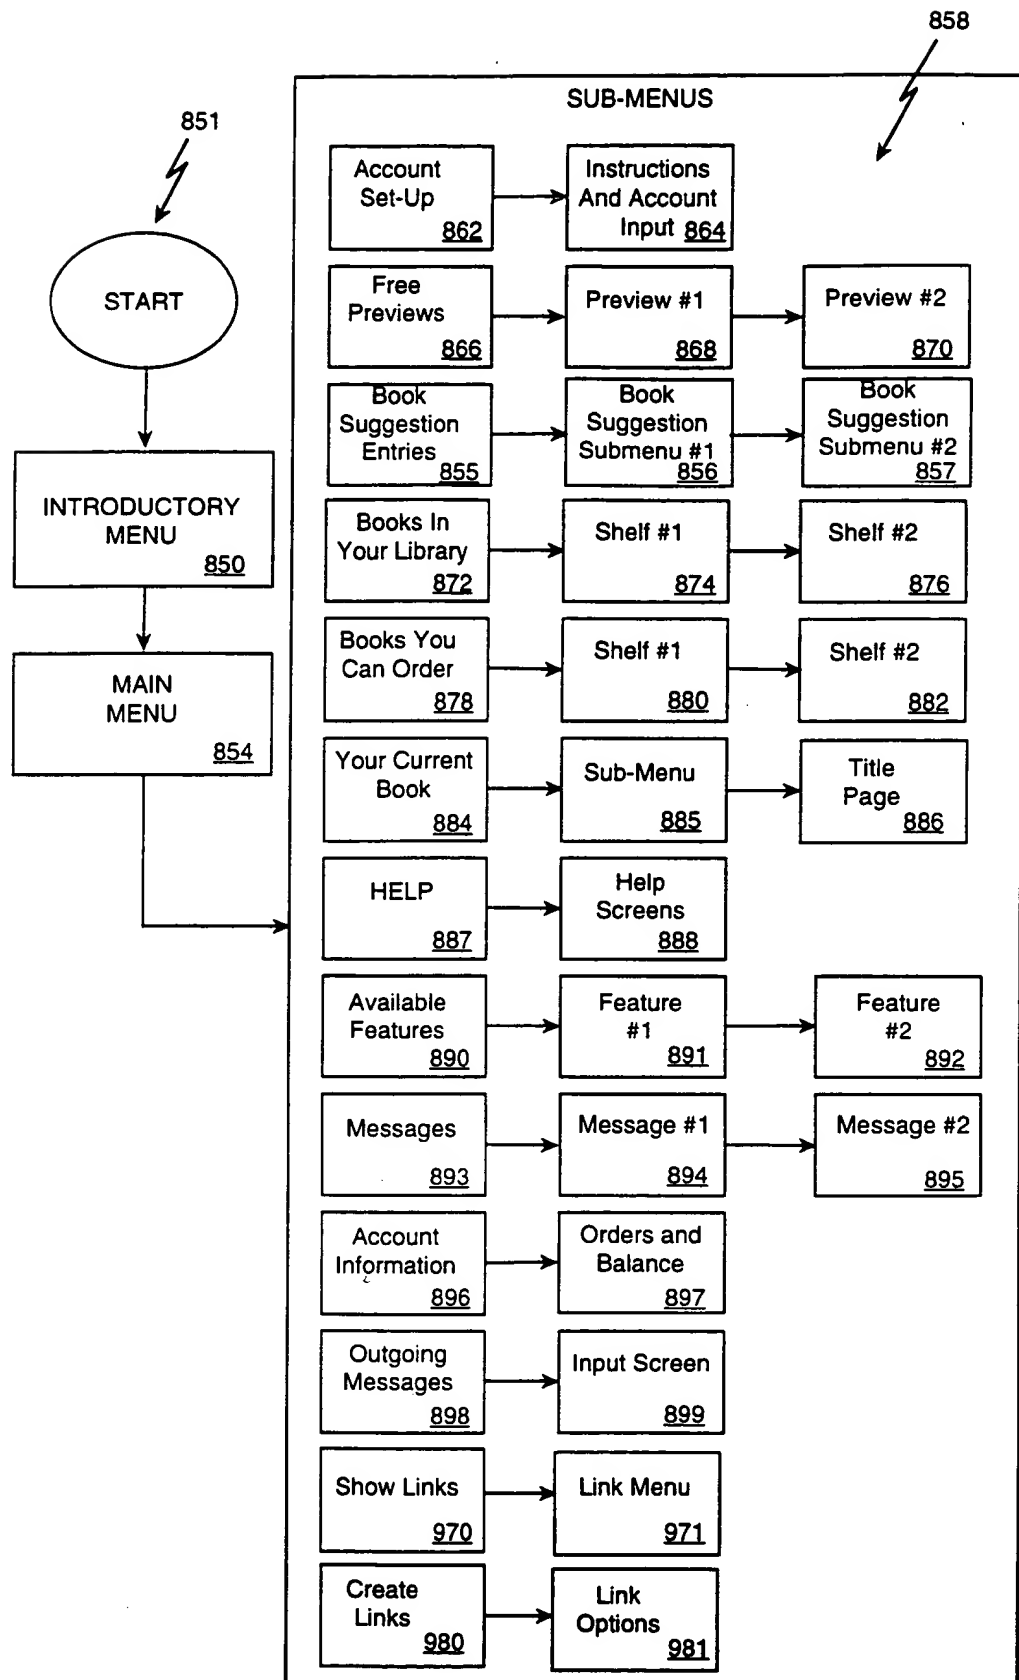 858
SUB-MENUS
851
START
INTRODUCTORY
MENU
850
MAIN
MENU
854
Account
Set-Up
862
Instructions
And Account
Input 864
Free
Previews
866
Preview #1
868
Preview #2
870
Book
Suggestion
Entries
855
Book
Suggestion
Submenu #1
856
Book
Suggestion
Submenu #2
857
Books In
Your Library
872
Shelf #1
874
Shelf #2
876
Books You
Can Order
878
Shelf #1
880
Shelf #2
882
Your Current
Book
884
Sub-Menu
885
Title
Page
886
HELP
887
Help
Screens
888
Available
Features
890
Feature
#1
891
Feature
#2
892
Messages
893
Message #1
894
Message #2
895
Account
Information
896
Orders and
Balance
897
Outgoing
Messages
898
Input Screen
899
Show Links
970
Link Menu
971
Create
Links
980
Link
Options
981